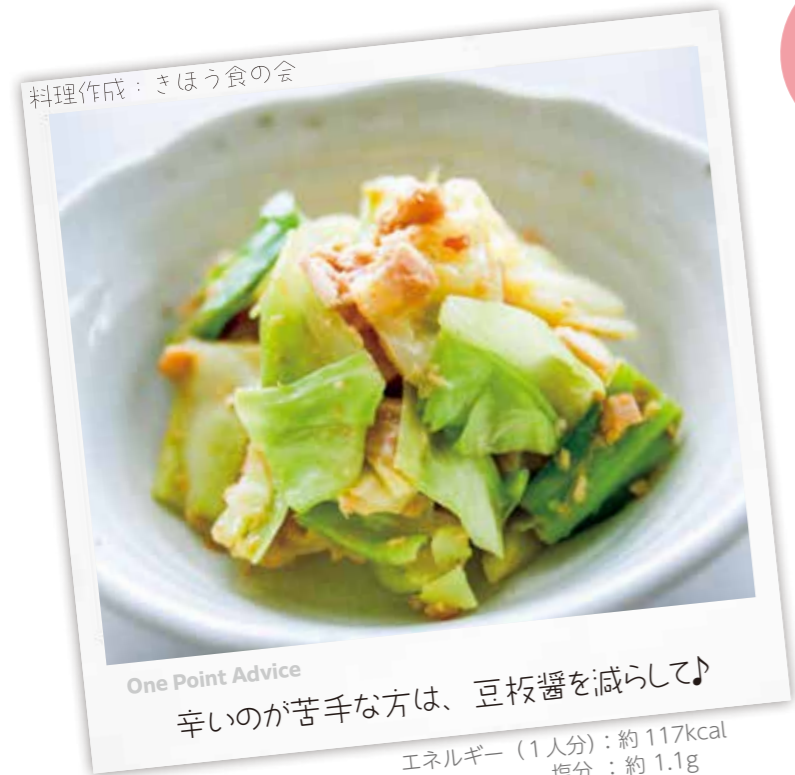 料理作成：きほう食の会
One Point Advice
辛いのが苦手な方は、豆板醤を減らして♪
エネルギー（1人分）：約 117kcal
塩分 ：約 1.1g